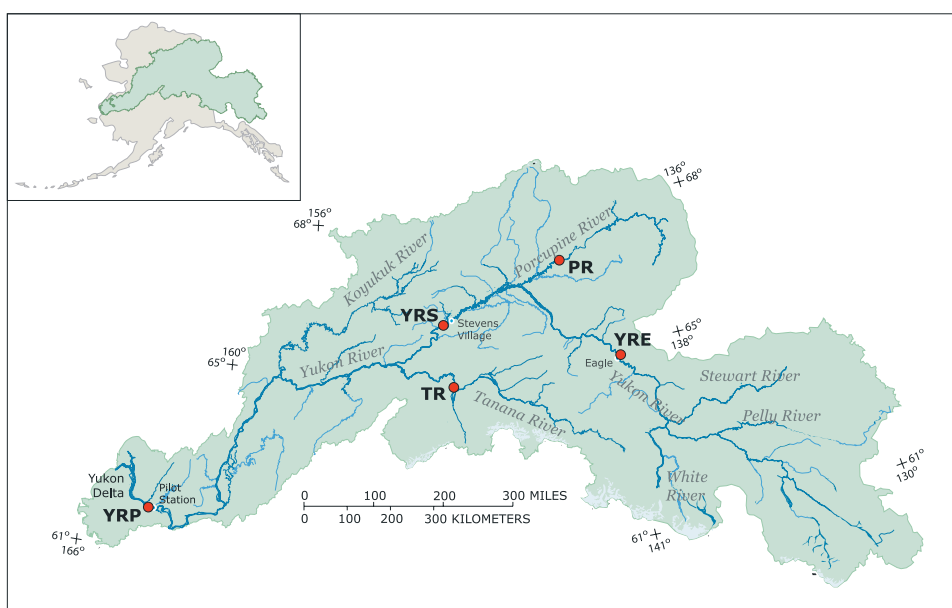 136°
68°
156°
68°
Porcupine River
Koyukuk River
PR
YRS
Stevens
Village
65°
138°
YRE
Eagle
160°
65°
Yukon River
Yukon River
Stewart River
TR
Tanana River
Pelly River
61°
130°
Yukon
Delta
Pilot
Station
YRP
White
River
0 100 200 300 MILES
0 100 200 300 KILOMETERS
61°
166°
61°
141°